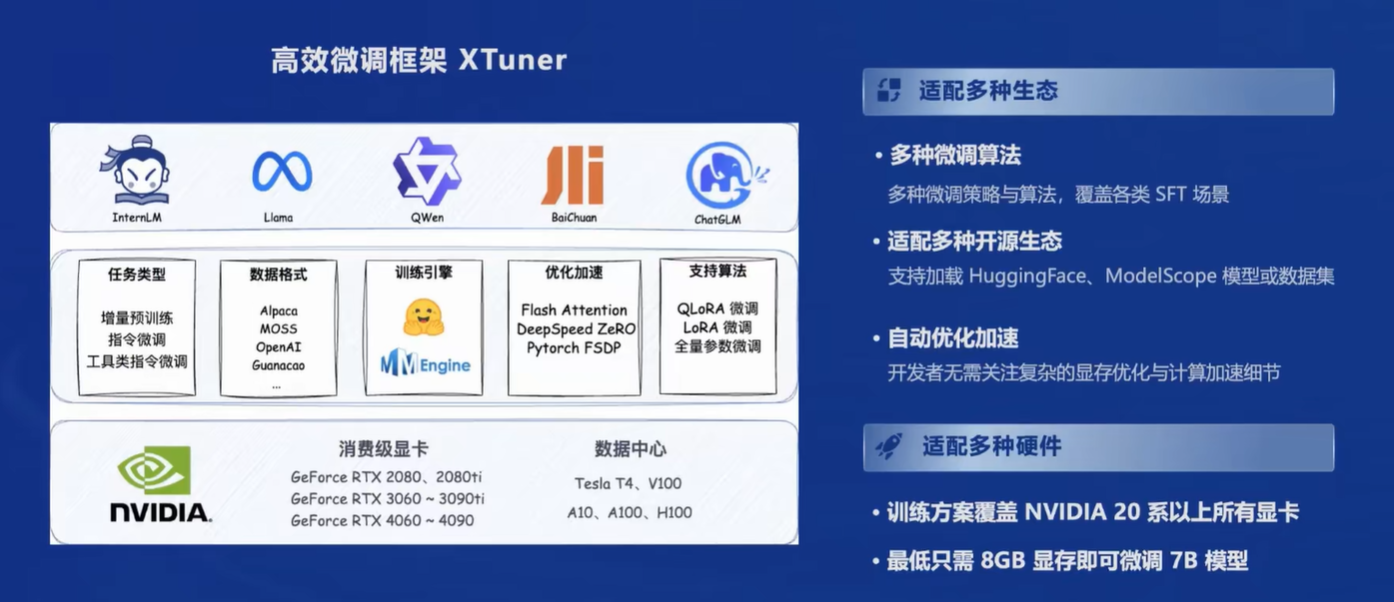 高效微调框架 XTuner
InternLM
Llama
QWen
BaiChuan
ChatGLM
任务类型
增量预训练
指令微调
工具类指令微调
数据格式
Alpaca
MOSS
OpenAI
Guanacao
...
训练引擎
MMEngine
优化加速
Flash Attention
DeepSpeed ZeRO
Pytorch FSDP
支持算法
QLoRA 微调
LoRA 微调
全量参数微调
NVIDIA.
消费级显卡
GeForce RTX 2080、2080ti
GeForce RTX 3060 ~ 3090ti
GeForce RTX 4060 ~ 4090
数据中心
Tesla T4、V100
A10、A100、H100
适配多种生态
• 多种微调算法
多种微调策略与算法，覆盖各类 SFT 场景
• 适配多种开源生态
支持加载 HuggingFace、ModelScope 模型或数据集
• 自动优化加速
开发者无需关注复杂的显存优化与计算加速细节
适配多种硬件
• 训练方案覆盖 NVIDIA 20 系以上所有显卡
• 最低只需 8GB 显存即可微调 7B 模型